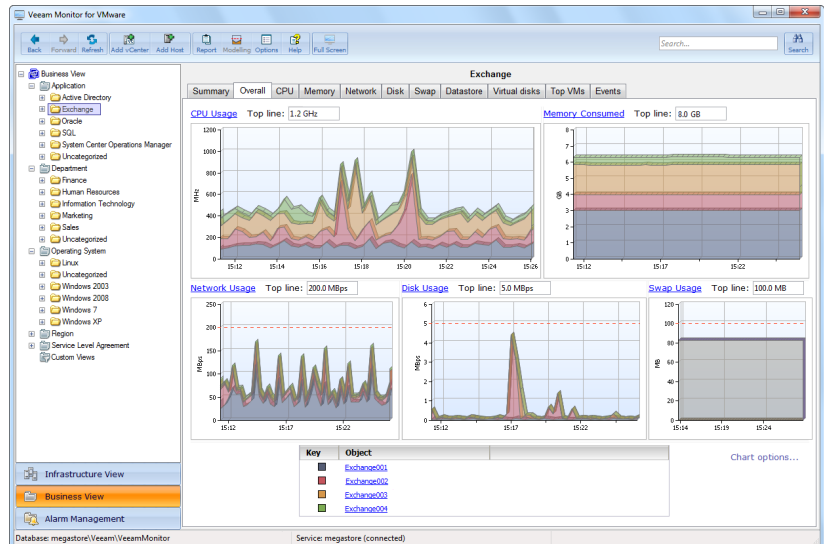 Veeam Monitor for VMware
Back Forward Refresh Add vCenter Add Host Report Modeling Options Help Full Screen Search... Search
Business View
Application
Active Directory
Exchange
Oracle
SQL
System Center Operations Manager
Uncategorized
Department
Finance
Human Resources
Information Technology
Marketing
Sales
Uncategorized
Operating System
Linux
Uncategorized
Windows 2003
Windows 2008
Windows 7
Windows XP
Region
Service Level Agreement
Custom Views
Infrastructure View
Business View
Alarm Management
Exchange
Summary Overall CPU Memory Network Disk Swap Datastore Virtual disks Top VMs Events
CPU Usage Top line: 1.2 GHz
1200
1000
800
600
400
200
0
MHz
15:12 15:14 15:16 15:18 15:20 15:22 15:24 15:26
Memory Consumed Top line: 8.0 GB
8
7
6
5
4
3
2
1
0
GB
15:12 15:17 15:22
Network Usage Top line: 200.0 MBps
250
200
150
100
50
0
MBps
15:12 15:17 15:22
Disk Usage Top line: 5.0 MBps
6
5
4
3
2
1
0
MBps
15:12 15:17 15:22
Swap Usage Top line: 100.0 MB
120
100
80
60
40
20
0
MB
15:14 15:19 15:24
Key Object
Exchange001
Exchange002
Exchange003
Exchange004
Chart options...
Database: megastore\Veeam\VeeamMonitor Service: megastore (connected)